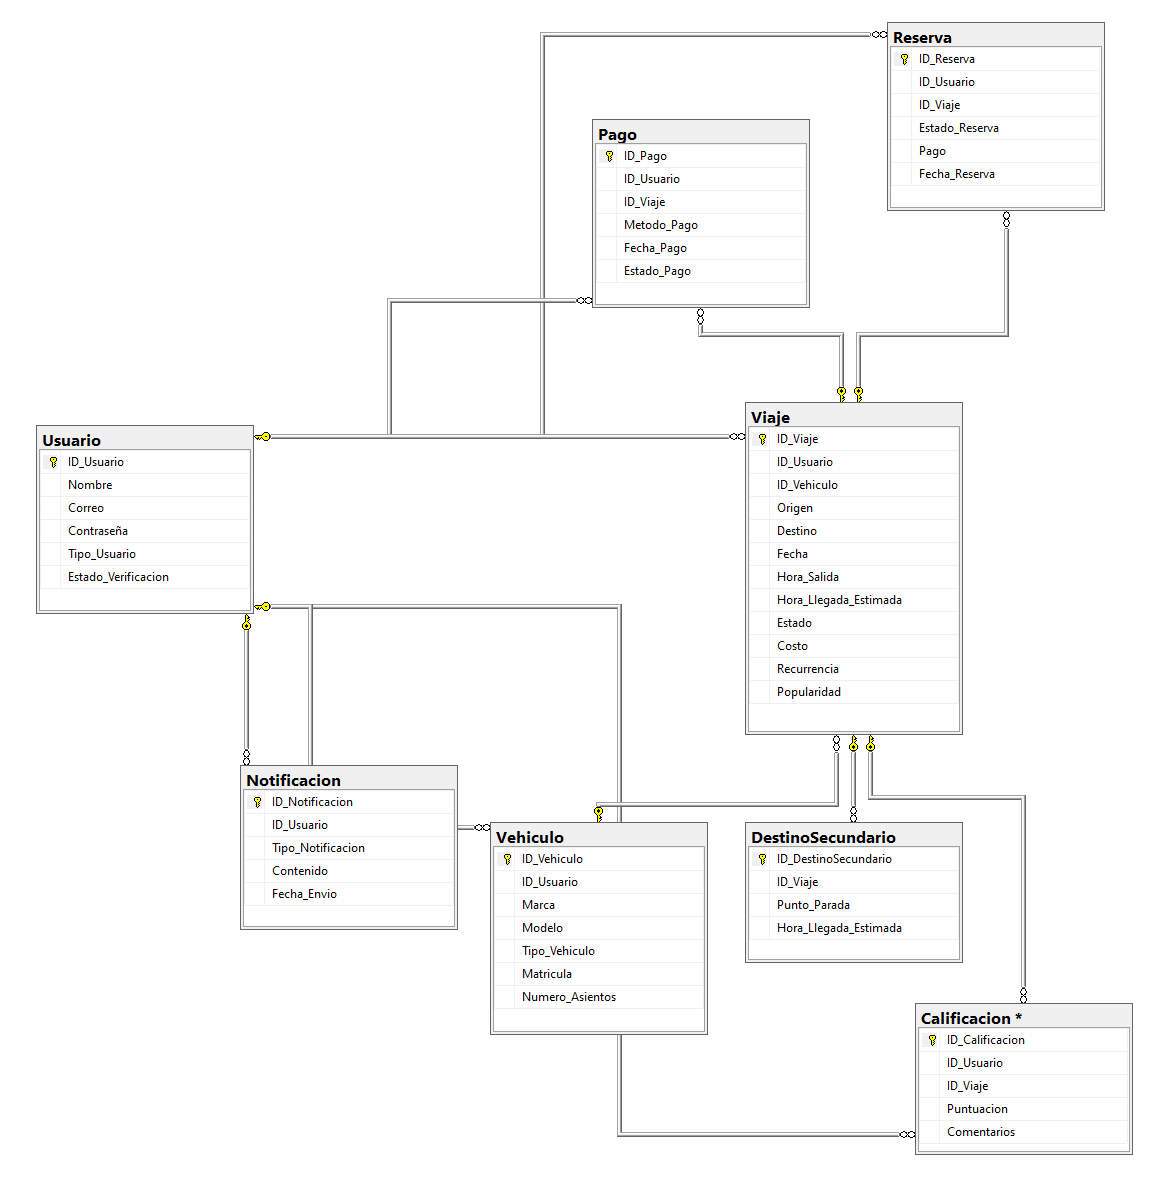 Reserva
ID_Reserva
ID_Usuario
ID_Viaje
Estado_Reserva
Pago
Fecha_Reserva
Pago
ID_Pago
ID_Usuario
ID_Viaje
Metodo_Pago
Fecha_Pago
Estado_Pago
Usuario
ID_Usuario
Nombre
Correo
Contraseña
Tipo_Usuario
Estado_Verificacion
Viaje
ID_Viaje
ID_Usuario
ID_Vehiculo
Origen
Destino
Fecha
Hora_Salida
Hora_Llegada_Estimada
Estado
Costo
Recurrencia
Popularidad
Notificacion
ID_Notificacion
ID_Usuario
Tipo_Notificacion
Contenido
Fecha_Envio
Vehiculo
ID_Vehiculo
ID_Usuario
Marca
Modelo
Tipo_Vehiculo
Matricula
Numero_Asientos
DestinoSecundario
ID_DestinoSecundario
ID_Viaje
Punto_Parada
Hora_Llegada_Estimada
Calificacion *
ID_Calificacion
ID_Usuario
ID_Viaje
Puntuacion
Comentarios